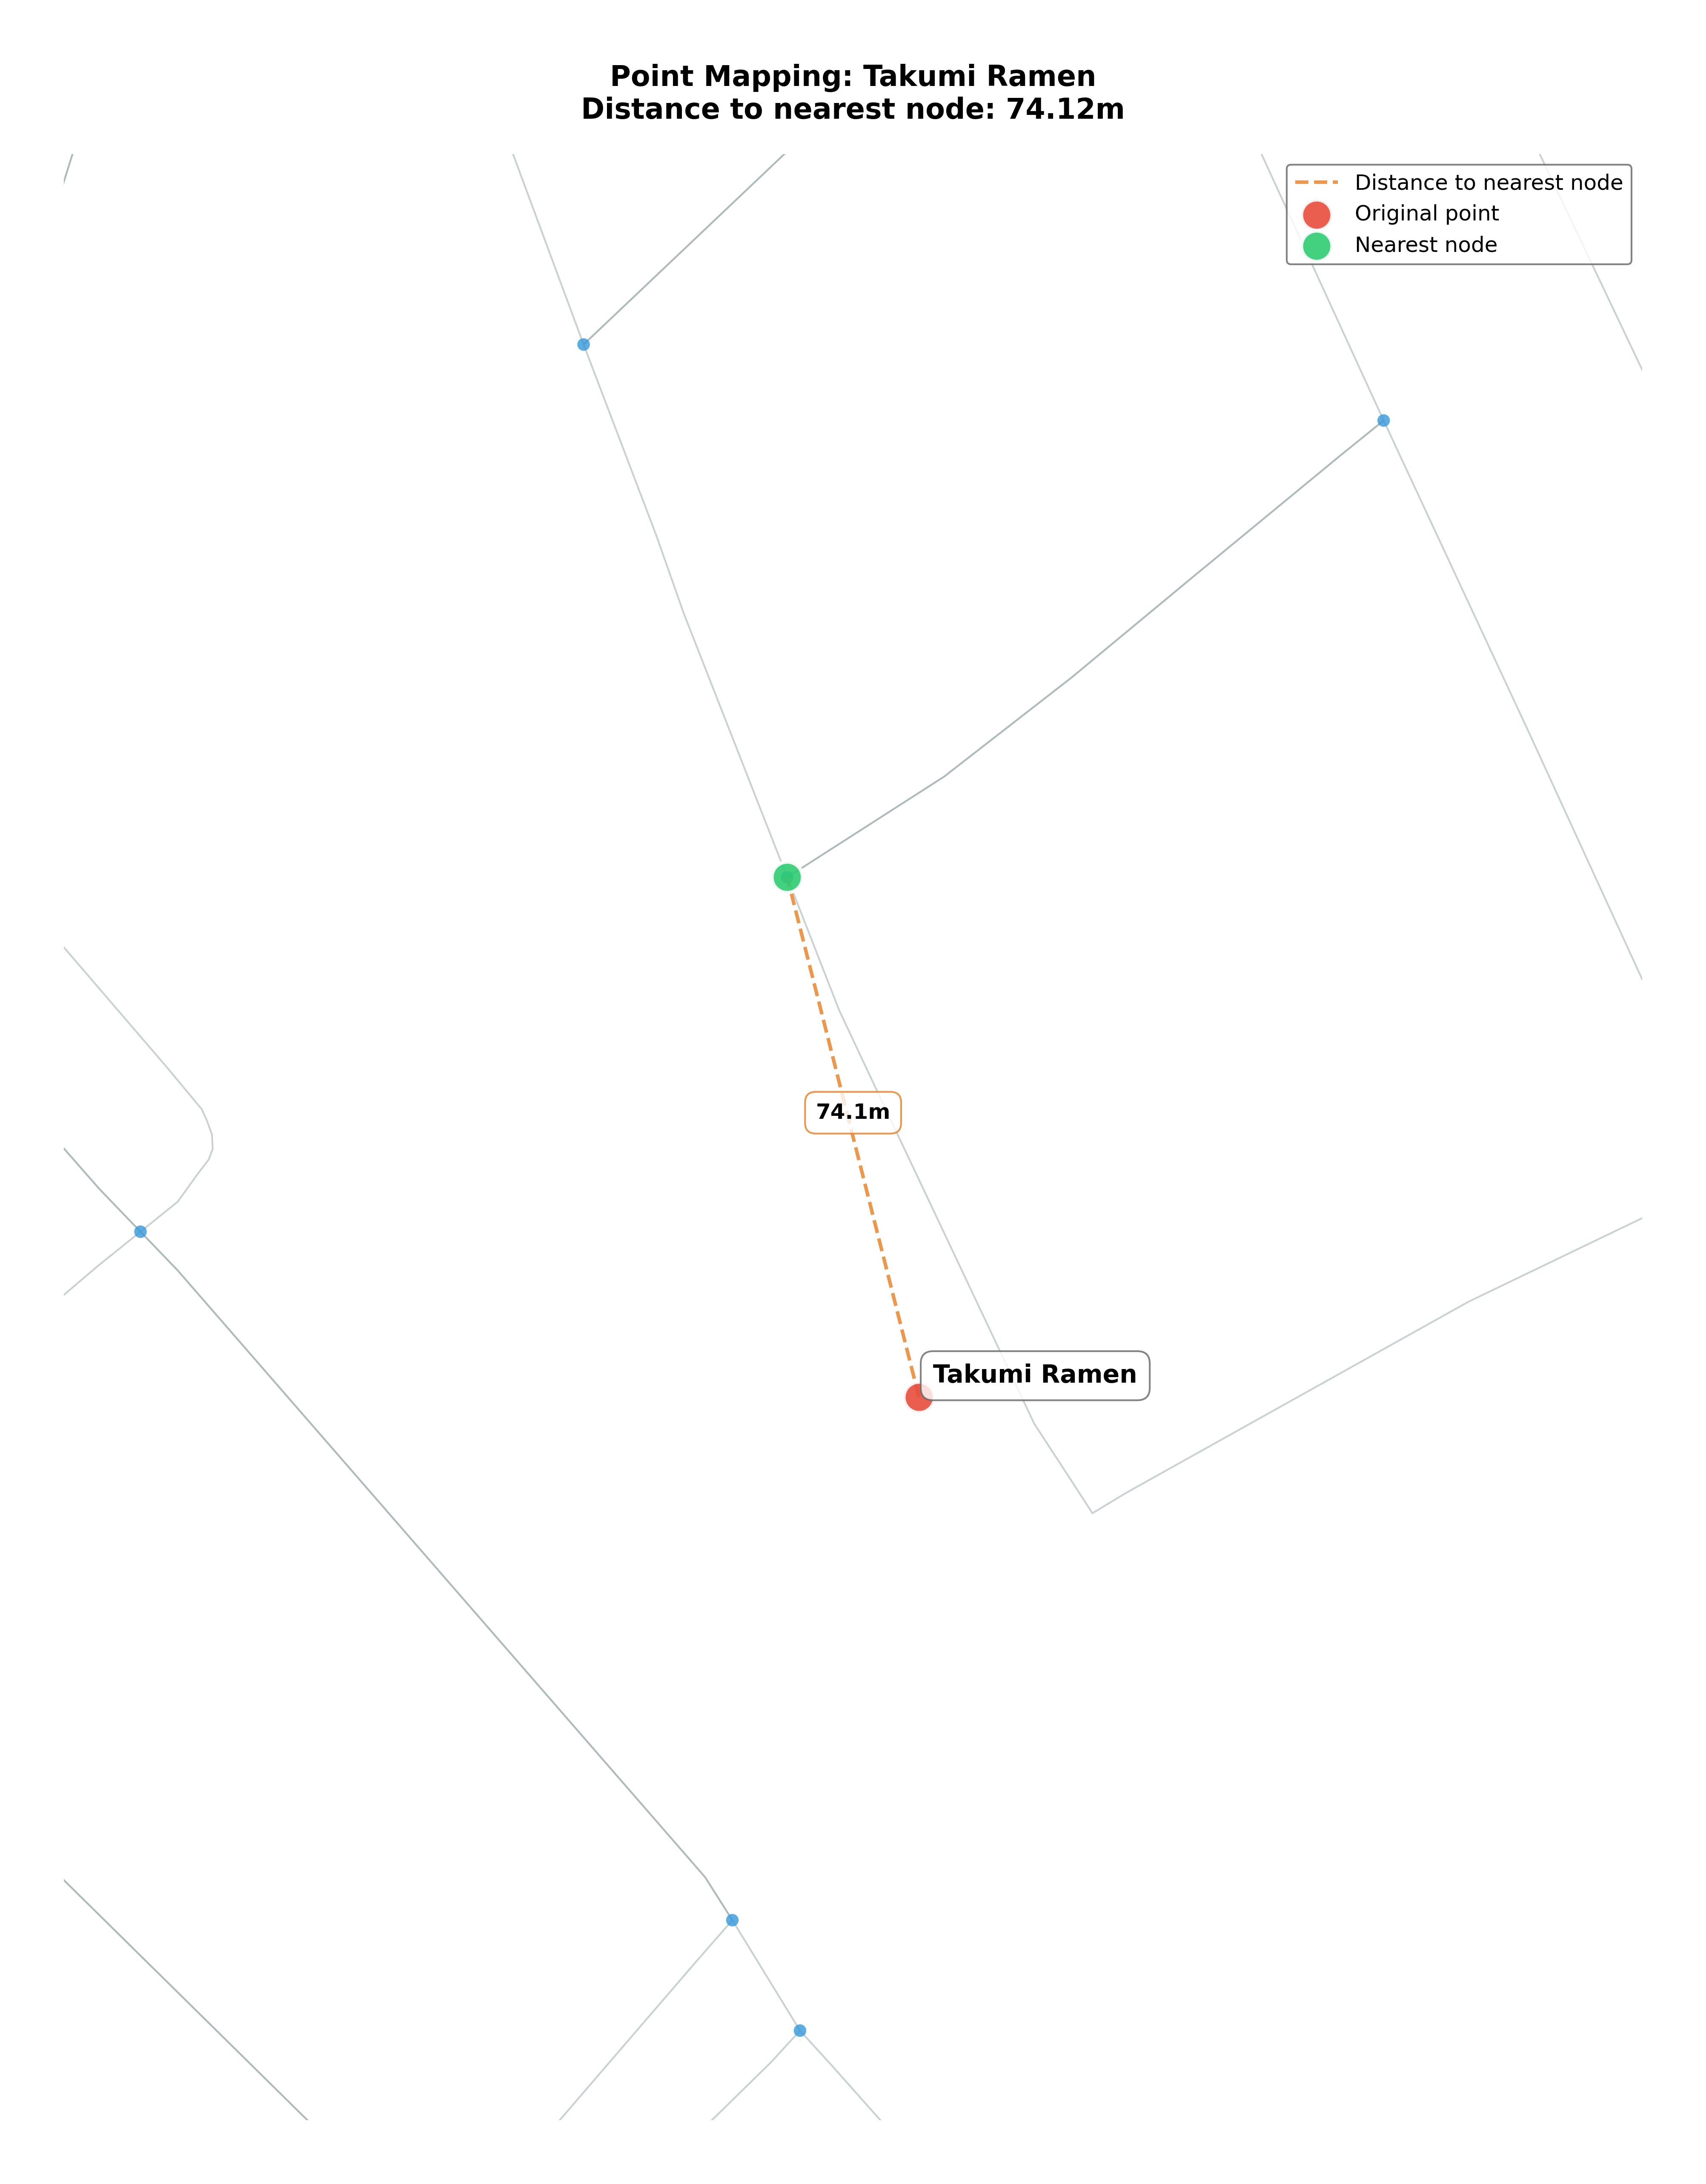 Point Mapping: Takumi Ramen
Distance to nearest node: 74.12m
Distance to nearest node
Original point
Nearest node
74.1m
Takumi Ramen